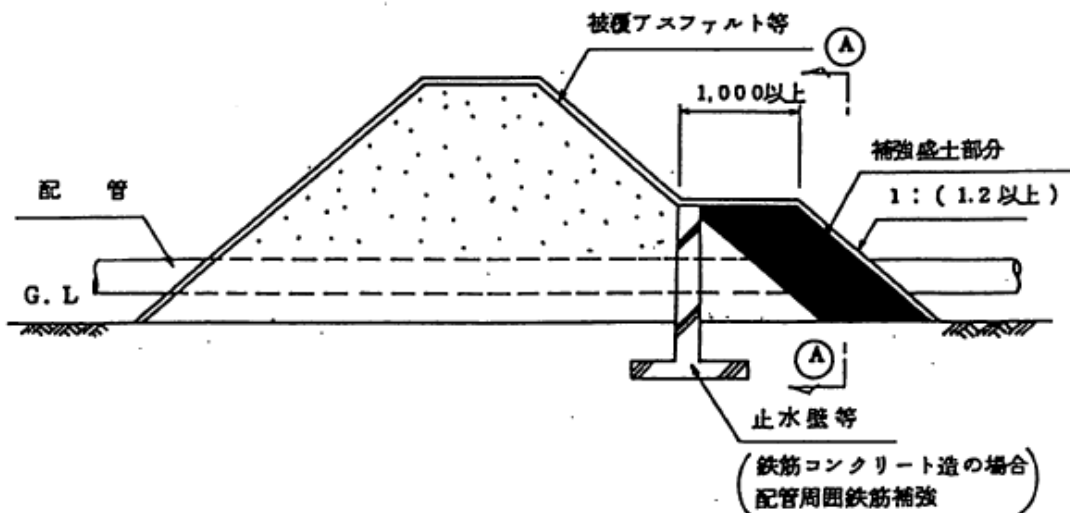 被覆アスファルト等
A
1,000以上
補強盛土部分
1:(1.2以上)
配管
G.L
A
止水壁等
(鉄筋コンクリート造の場合
配管周囲鉄筋補強)